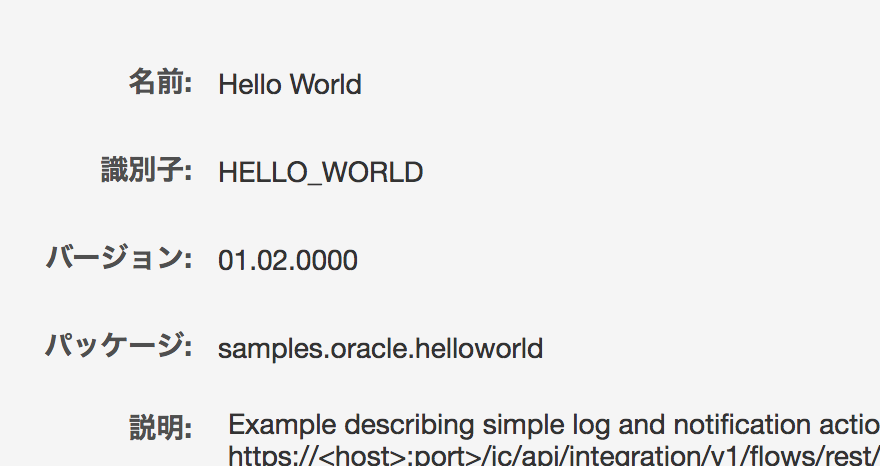 名前: Hello World
識別子: HELLO_WORLD
バージョン: 01.02.0000
パッケージ: samples.oracle.helloworld
説明: Example describing simple log and notification actio
https://<host>:port>/ic/api/integration/v1/flows/rest/